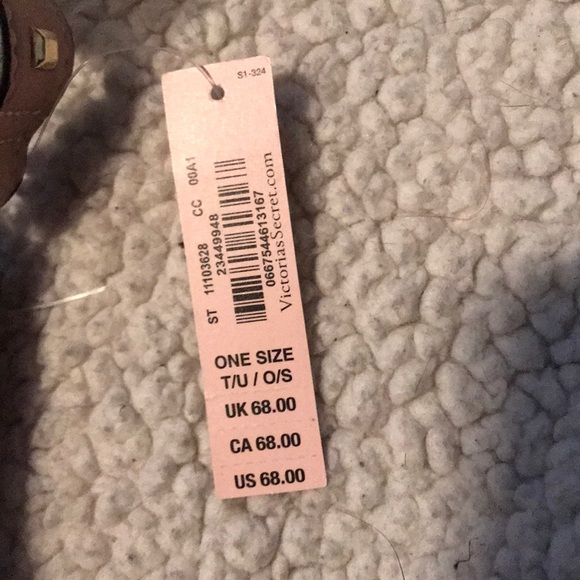 S1-324
ST 11103628 CC 00A1
23449948
0667544613167
VictoriasSecret.com
ONE SIZE
T/U / O/S
UK 68.00
CA 68.00
US 68.00